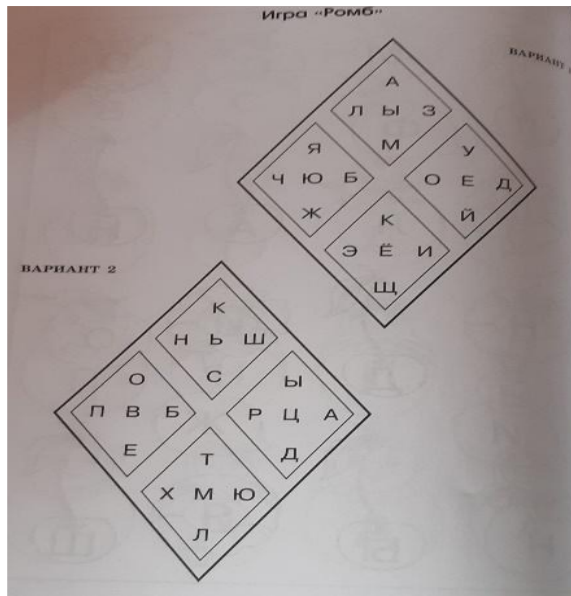 Игра «Ромб»
ВАРИАНТ
А
Л Ы З
М
Я
Ч Ю Б
Ж
У
О Е Д
Й
К
Э Ё И
Щ
ВАРИАНТ 2
К
Н Ь Ш
С
О
П В Б
Е
Ы
Р Ц А
Д
Т
Х М Ю
Л